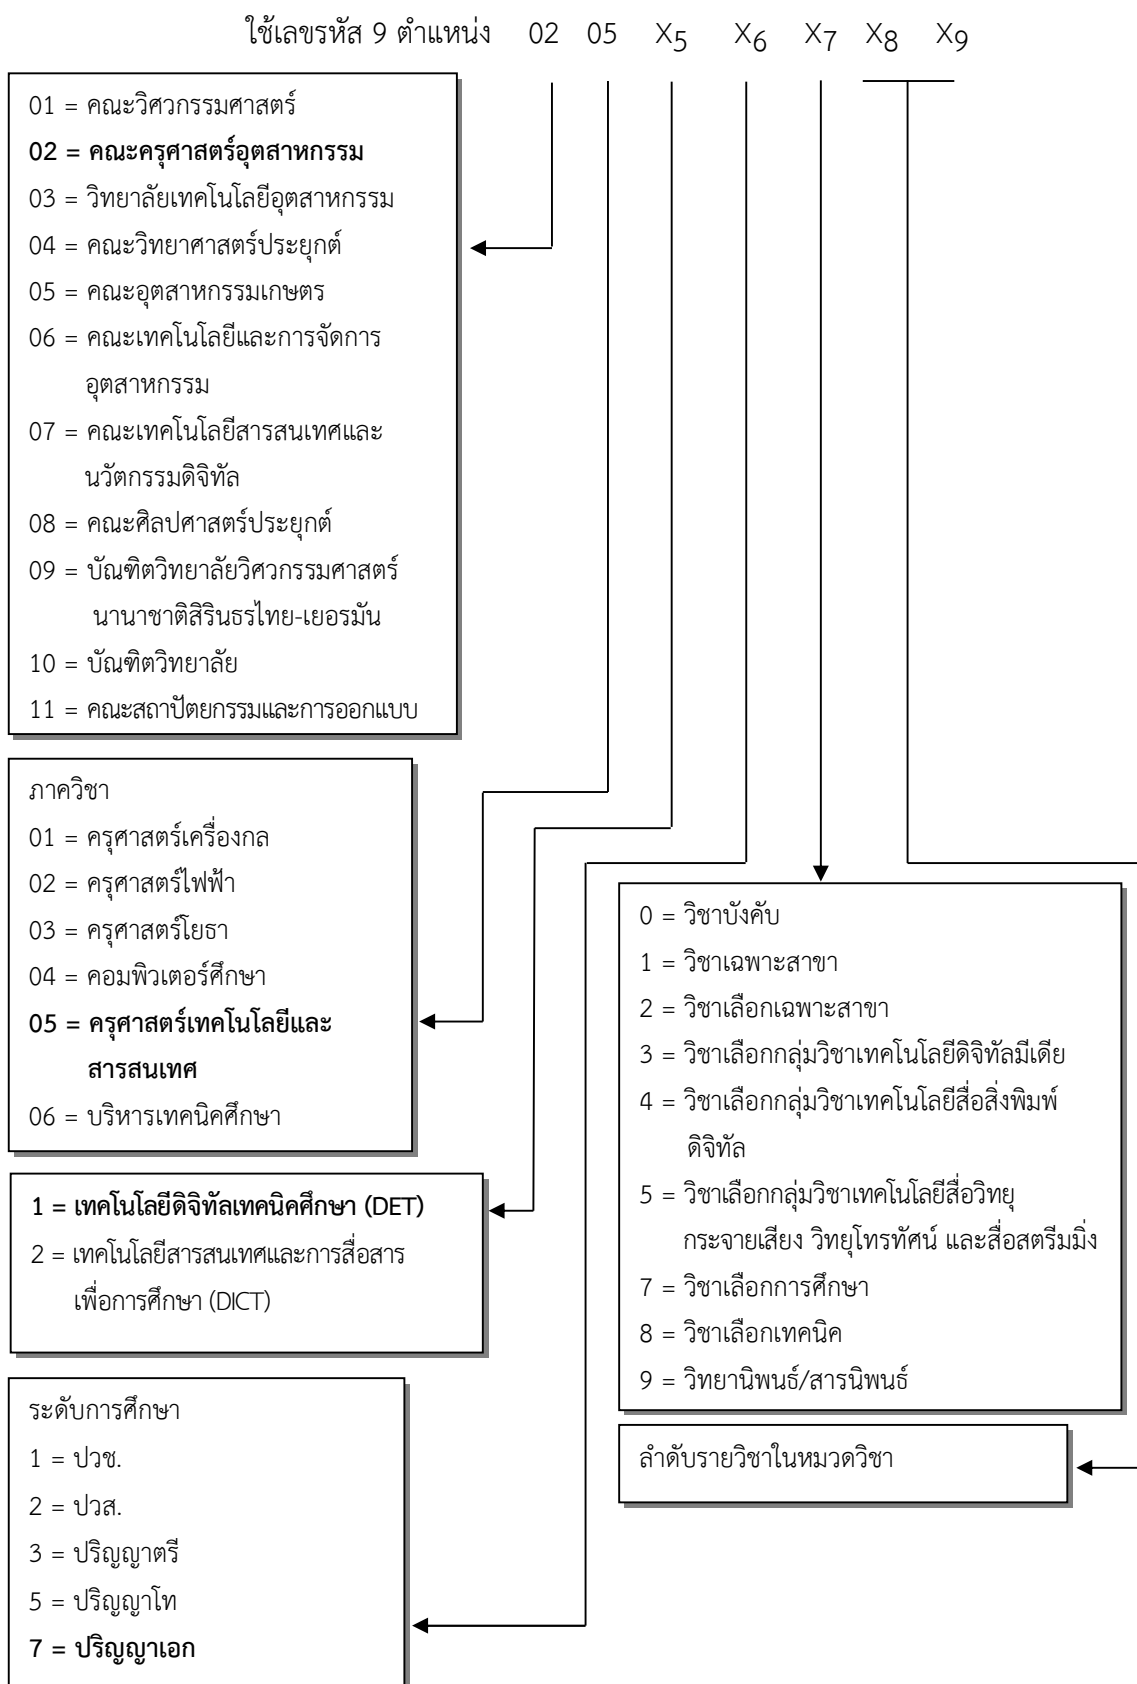 ใช้เลขรหัส 9 ตำแหน่ง 02 05 X5 X6 X7 X8 X9
01 = คณะวิศวกรรมศาสตร์
02 = คณะครุศาสตร์อุตสาหกรรม
03 = วิทยาลัยเทคโนโลยีอุตสาหกรรม
04 = คณะวิทยาศาสตร์ประยุกต์
05 = คณะอุตสาหกรรมเกษตร
06 = คณะเทคโนโลยีและการจัดการ
อุตสาหกรรม
07 = คณะเทคโนโลยีสารสนเทศและ
นวัตกรรมดิจิทัล
08 = คณะศิลปศาสตร์ประยุกต์
09 = บัณฑิตวิทยาลัยวิศวกรรมศาสตร์
นานาชาติสิรินธรไทย-เยอรมัน
10 = บัณฑิตวิทยาลัย
11 = คณะสถาปัตยกรรมและการออกแบบ
ภาควิชา
01 = ครุศาสตร์เครื่องกล
02 = ครุศาสตร์ไฟฟ้า
03 = ครุศาสตร์โยธา
04 = คอมพิวเตอร์ศึกษา
05 = ครุศาสตร์เทคโนโลยีและ
สารสนเทศ
06 = บริหารเทคนิคศึกษา
1 = เทคโนโลยีดิจิทัลเทคนิคศึกษา (DET)
2 = เทคโนโลยีสารสนเทศและการสื่อสาร
เพื่อการศึกษา (DICT)
ระดับการศึกษา
1 = ปวช.
2 = ปวส.
3 = ปริญญาตรี
5 = ปริญญาโท
7 = ปริญญาเอก
0 = วิชาบังคับ
1 = วิชาเฉพาะสาขา
2 = วิชาเลือกเฉพาะสาขา
3 = วิชาเลือกกลุ่มวิชาเทคโนโลยีดิจิทัลมีเดีย
4 = วิชาเลือกกลุ่มวิชาเทคโนโลยีสื่อสิ่งพิมพ์
ดิจิทัล
5 = วิชาเลือกกลุ่มวิชาเทคโนโลยีสื่อวิทยุ
กระจายเสียง วิทยุโทรทัศน์ และสื่อสตรีมมิ่ง
7 = วิชาเลือกการศึกษา
8 = วิชาเลือกเทคนิค
9 = วิทยานิพนธ์/สารนิพนธ์
ลำดับรายวิชาในหมวดวิชา